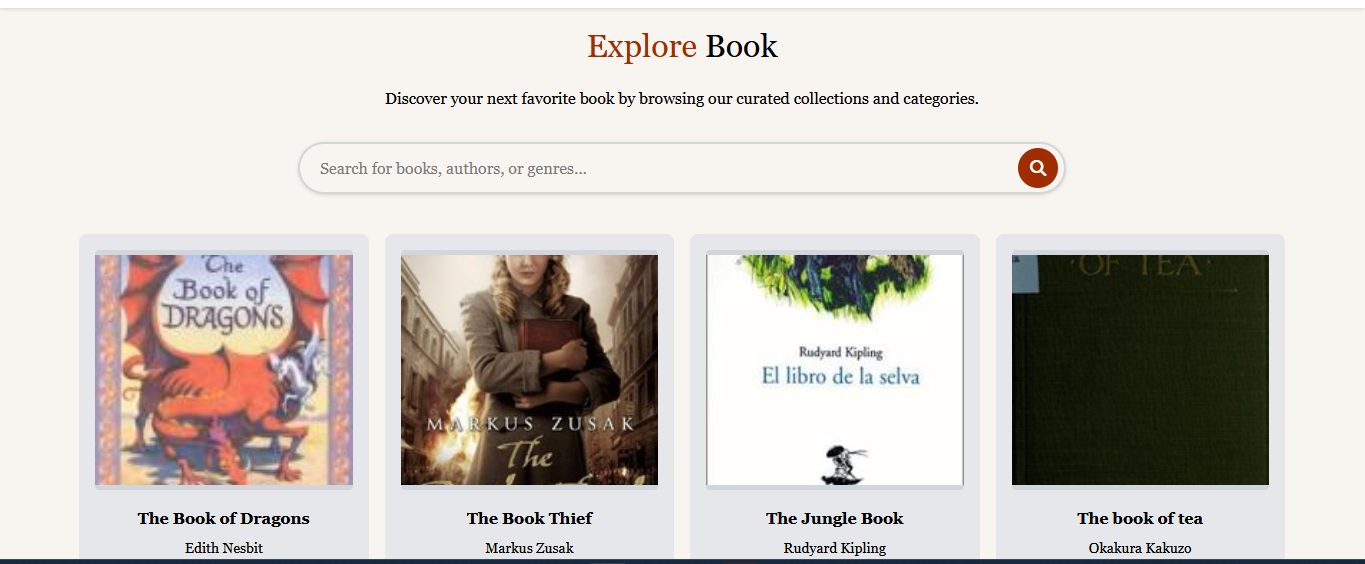 Explore Book
Discover your next favorite book by browsing our curated collections and categories.
Search for books, authors, or genres...
The
Book of
DRAGONS
MARKUS ZUSAK
The
Rudyard Kipling
El libro de la selva
·OF TEA·
The Book of Dragons
Edith Nesbit
The Book Thief
Markus Zusak
The Jungle Book
Rudyard Kipling
The book of tea
Okakura Kakuzo